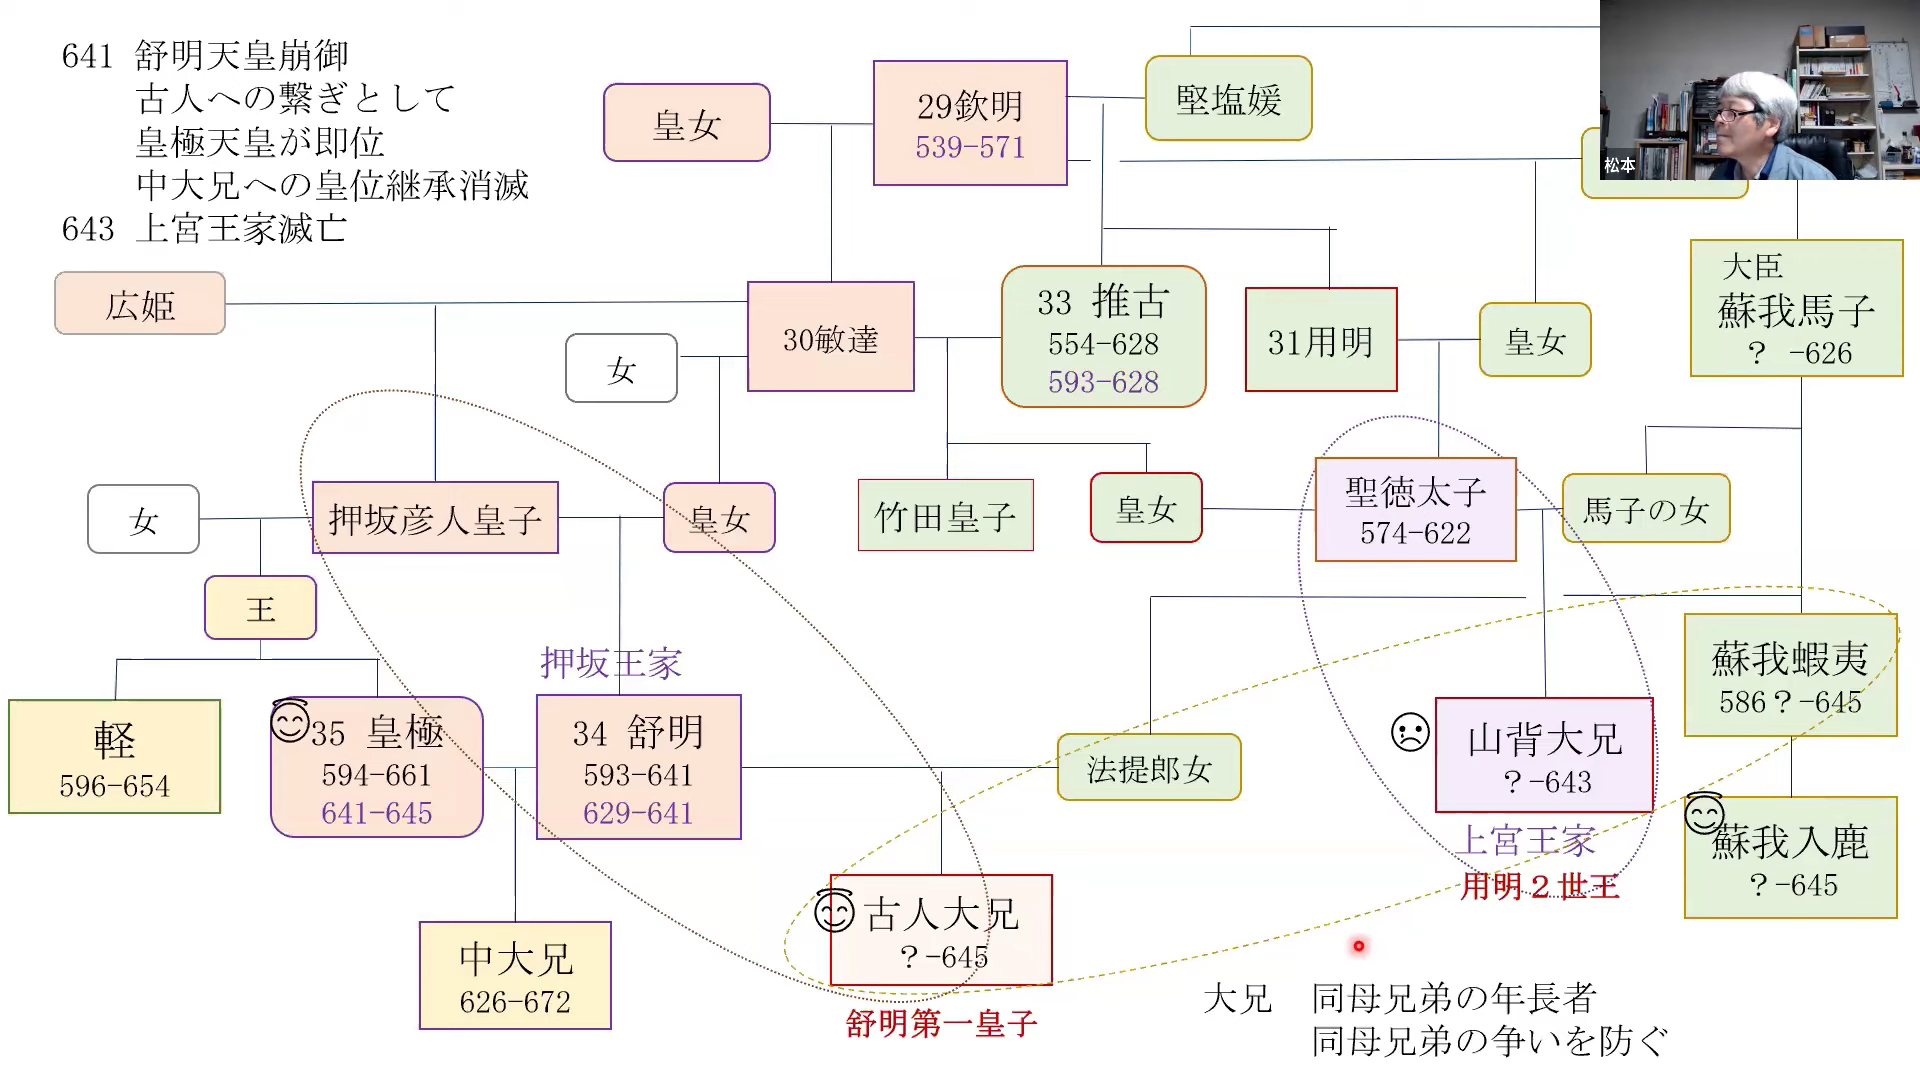 641 舒明天皇崩御
古人への繋ぎとして
皇極天皇が即位
中大兄への皇位継承消滅
643 上宮王家滅亡
皇女
29欽明
539-571
堅塩媛
松本
広姫
女
30敏達
33 推古
554-628
593-628
31用明
皇女
大臣
蘇我馬子
？ -626
女
押坂彦人皇子
皇女
竹田皇子
皇女
聖徳太子
574-622
馬子の女
王
押坂王家
蘇我蝦夷
586？-645
軽
596-654
35 皇極
594-661
641-645
34 舒明
593-641
629-641
法提郎女
山背大兄
？-643
上宮王家
用明２世王
蘇我入鹿
？-645
中大兄
626-672
古人大兄
？-645
舒明第一皇子
大兄 同母兄弟の年長者
同母兄弟の争いを防ぐ